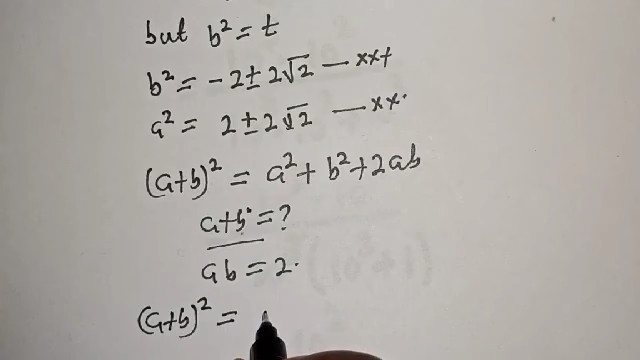 but b² = t
b² = -2 ± 2√2 — xx+
a² = 2 ± 2√2 — xx.
(a+b)² = a² + b² + 2ab
a+b = ?
ab = 2.
(a+b)² =